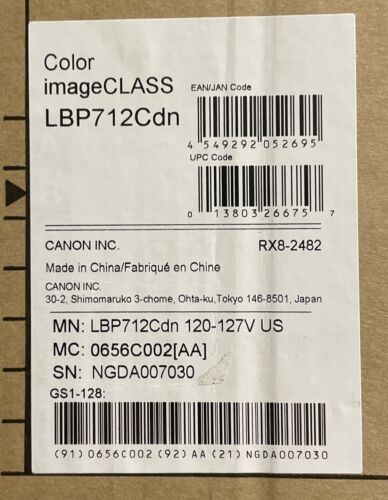 Color
imageCLASS
LBP712Cdn
EAN/JAN Code
4 549292 052695
UPC Code
0 13803 26675 7
CANON INC. RX8-2482
Made in China/Fabriqué en Chine
CANON INC.
30-2, Shimomaruko 3-chome, Ohta-ku,Tokyo 146-8501, Japan
MN: LBP712Cdn 120-127V US
MC: 0656C002[AA]
SN: NGDA007030
GS1-128:
(91)0656C002(92)AA(21)NGDA007030